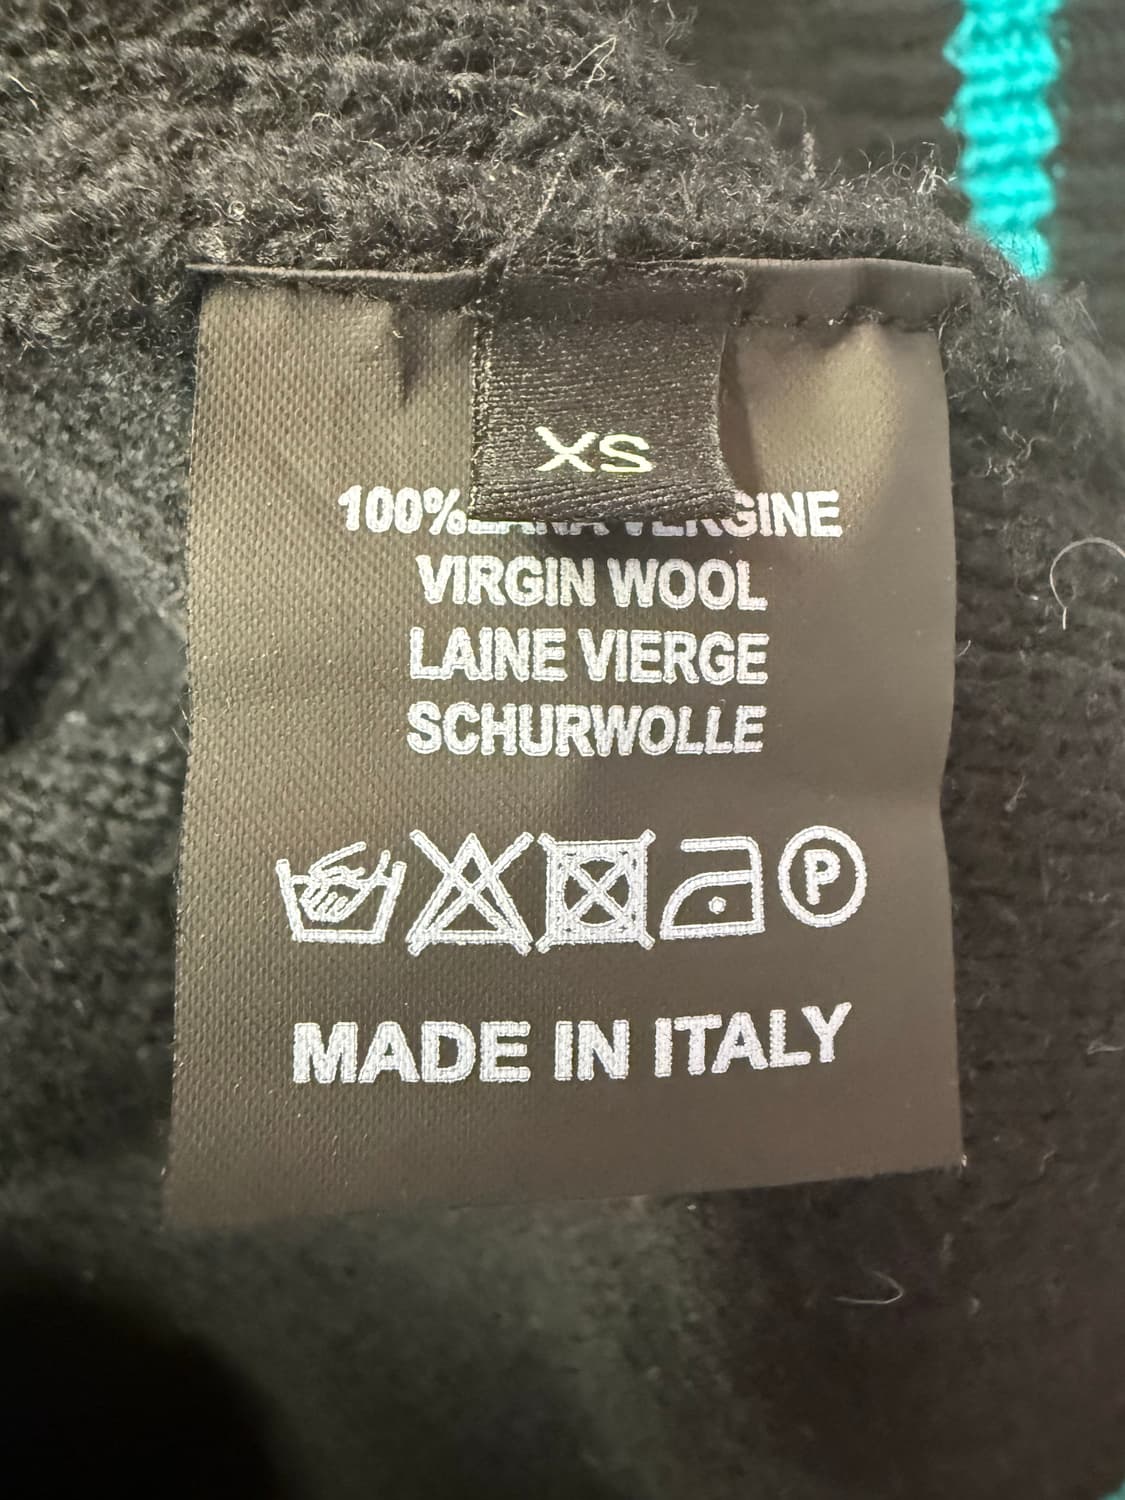 XS
100% LANA VERGINE
VIRGIN WOOL
LAINE VIERGE
SCHURWOLLE
P
MADE IN ITALY